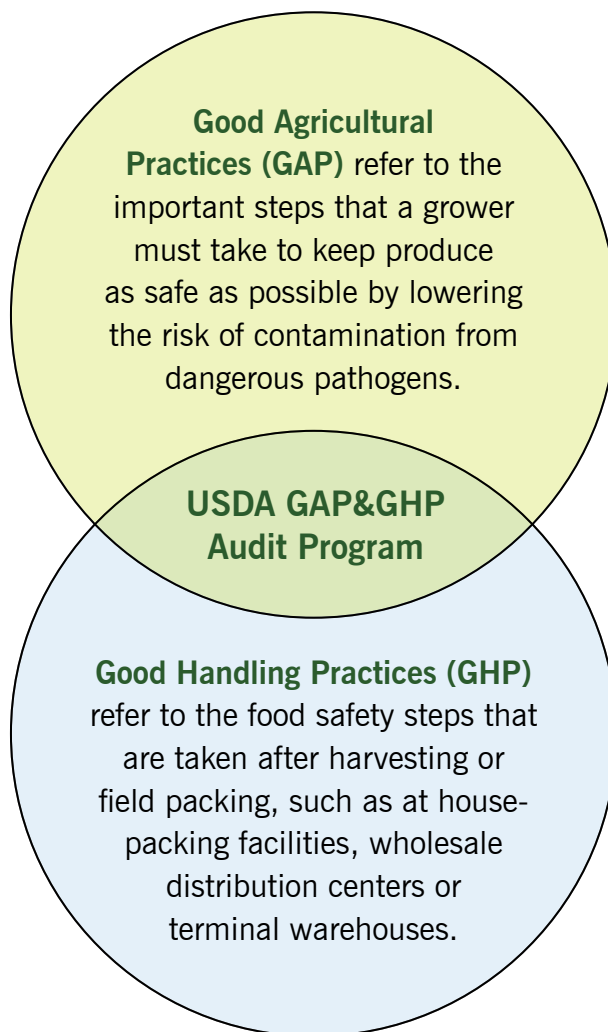 Good Agricultural
Practices (GAP) refer to the
important steps that a grower
must take to keep produce
as safe as possible by lowering
the risk of contamination from
dangerous pathogens.
USDA GAP&GHP
Audit Program
Good Handling Practices (GHP)
refer to the food safety steps that
are taken after harvesting or
field packing, such as at house-
packing facilities, wholesale
distribution centers or
terminal warehouses.